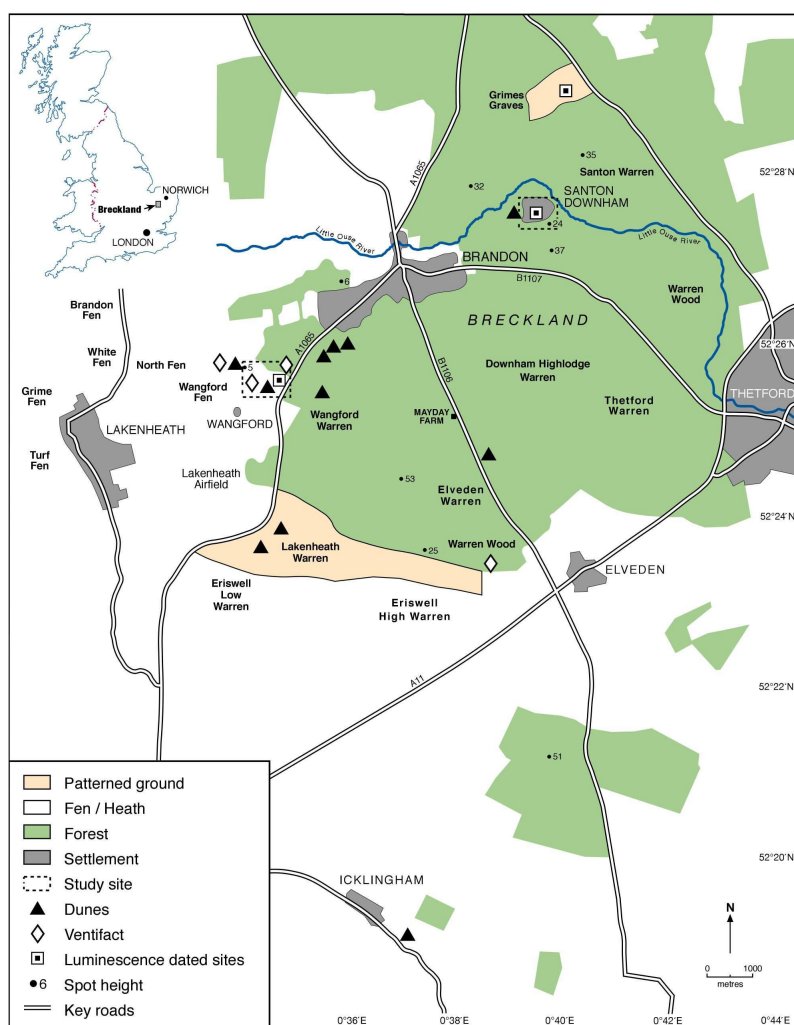 NORWICH
Breckland
LONDON
Grimes
Graves
A1065
35
Santon Warren
52°28'N
32
SANTON
DOWNHAM
24
Little Ouse River
Little Ouse River
37
BRANDON
B1107
6
Warren
Wood
Brandon
Fen
BRECKLAND
A1065
White
Fen
North Fen
5
52°26'N
B1106
Downham Highlodge
Warren
Grime
Fen
Wangford
Fen
THETFORD
Thetford
Warren
WANGFORD
Wangford
Warren
MAYDAY
FARM
LAKENHEATH
Turf
Fen
Lakenheath
Airfield
53
Elveden
Warren
52°24'N
Lakenheath
Warren
25
Warren Wood
ELVEDEN
Eriswell
Low
Warren
Eriswell
High Warren
A11
52°22'N
51
Patterned ground
Fen / Heath
Forest
Settlement
Study site
Dunes
Ventifact
Luminescence dated sites
6 Spot height
Key roads
52°20'N
ICKLINGHAM
N
0 1000
metres
0°36'E 0°38'E 0°40'E 0°42'E 0°44'E